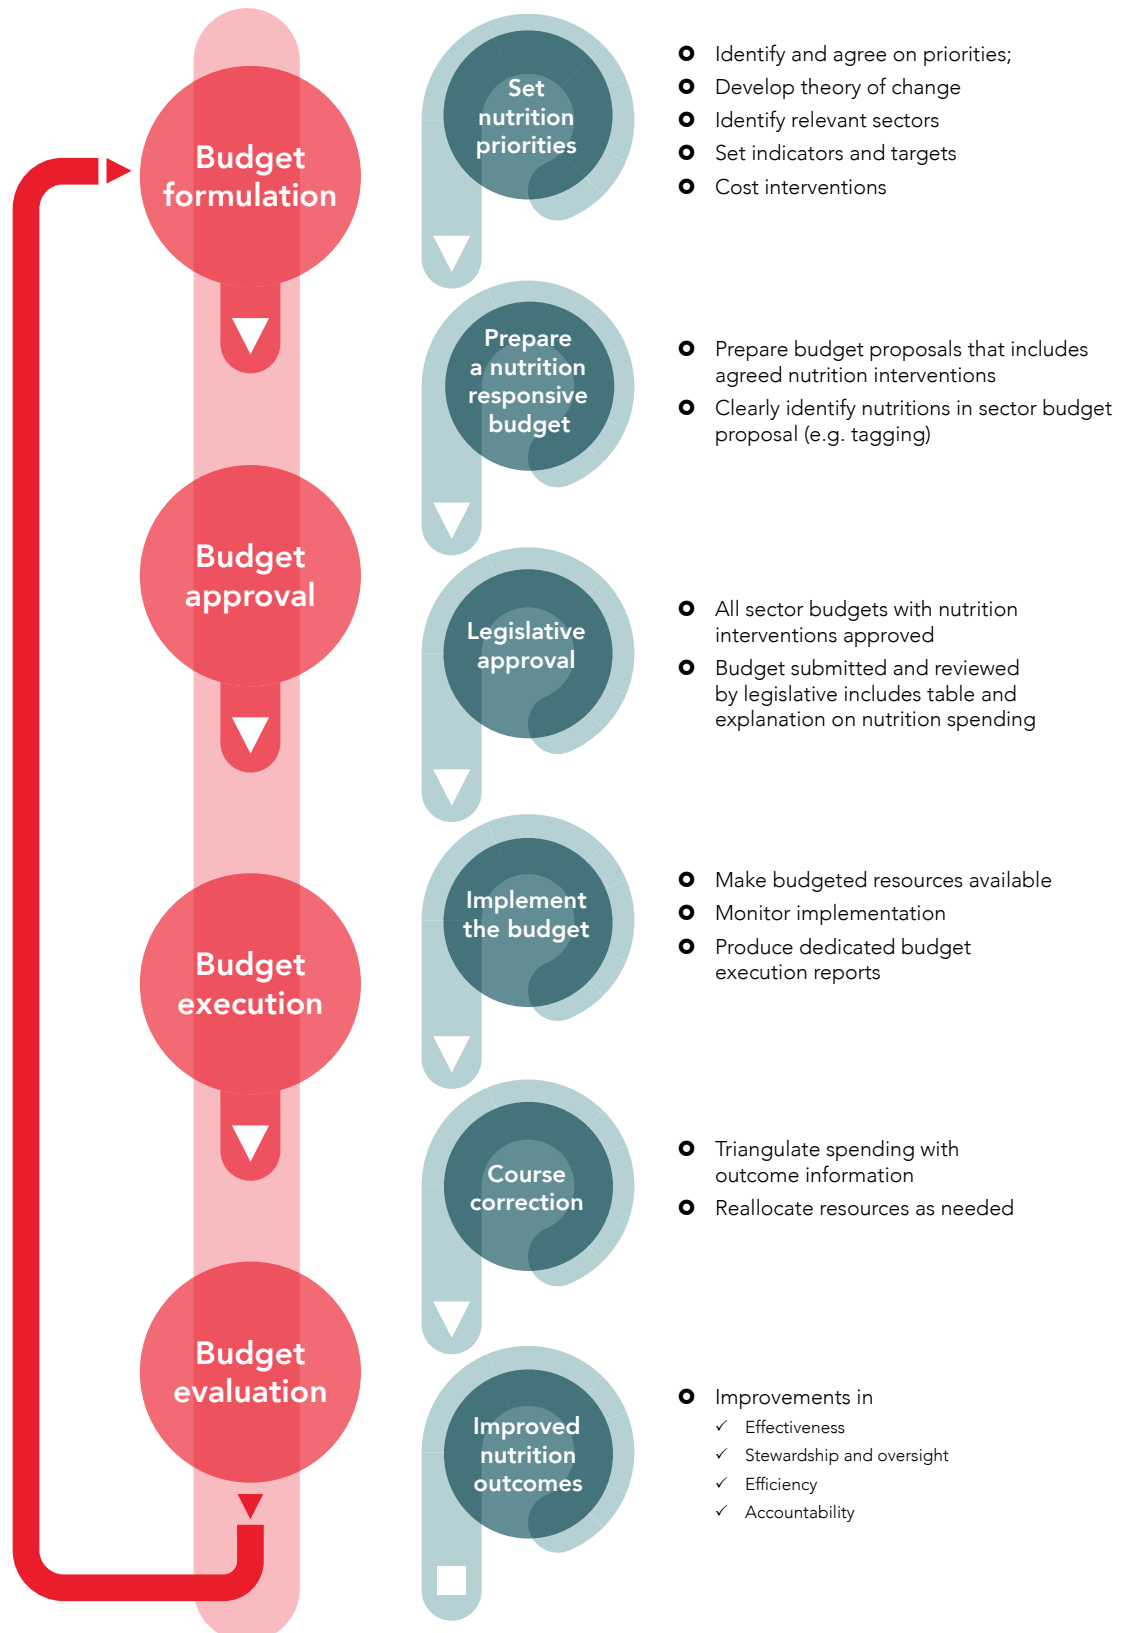 Budget
formulation
Budget
approval
Budget
execution
Budget
evaluation
Set
nutrition
priorities
Identify and agree on priorities;
Develop theory of change
Identify relevant sectors
Set indicators and targets
Cost interventions
Prepare
a nutrition
responsive
budget
Prepare budget proposals that includes
agreed nutrition interventions
Clearly identify nutritions in sector budget
proposal (e.g. tagging)
Legislative
approval
All sector budgets with nutrition
interventions approved
Budget submitted and reviewed
by legislative includes table and
explanation on nutrition spending
Implement
the budget
Make budgeted resources available
Monitor implementation
Produce dedicated budget
execution reports
Course
correction
Triangulate spending with
outcome information
Reallocate resources as needed
Improved
nutrition
outcomes
Improvements in
✓ Effectiveness
✓ Stewardship and oversight
✓ Efficiency
✓ Accountability